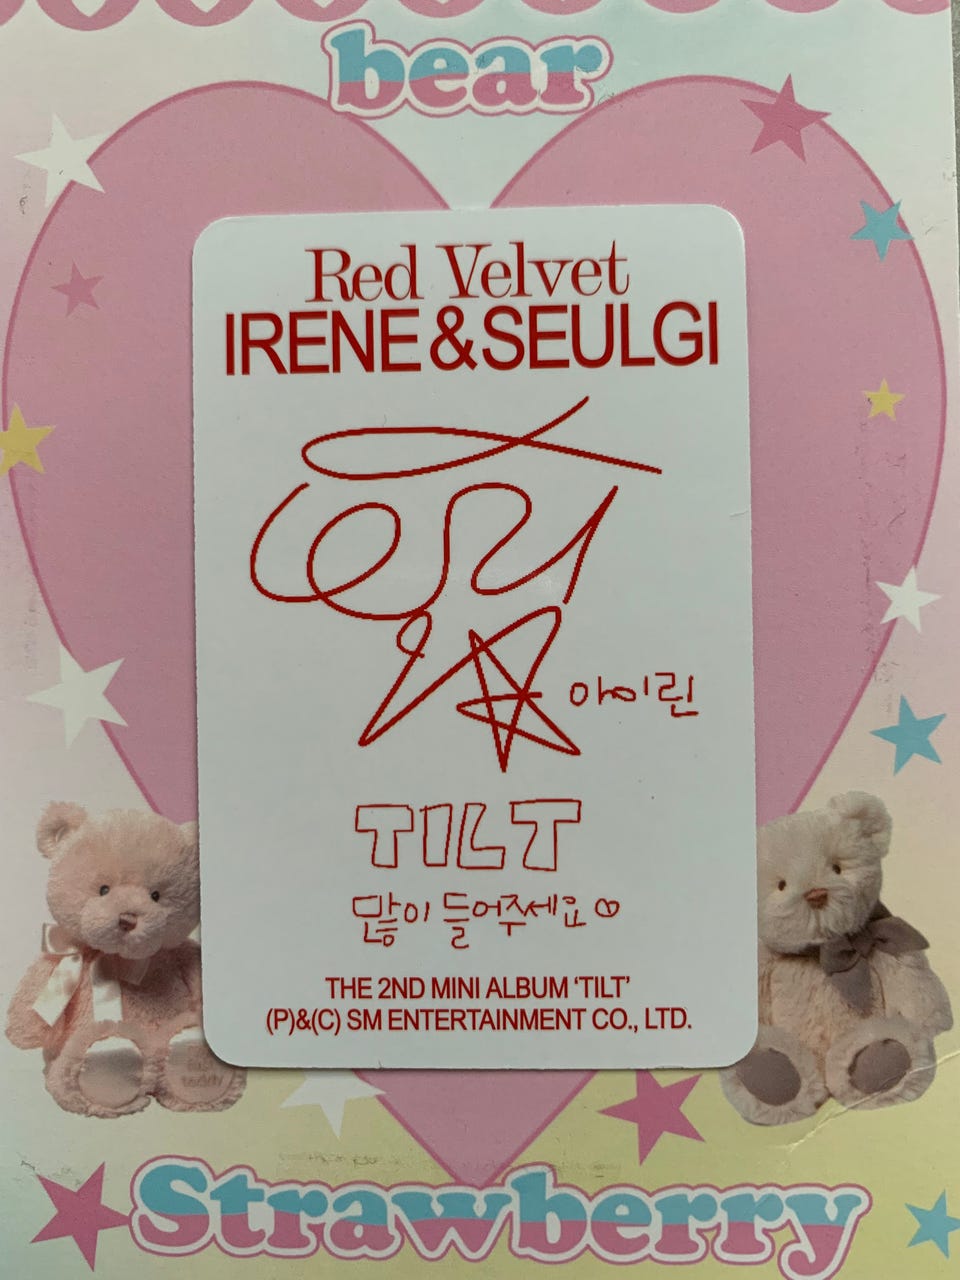 bear
Red Velvet
IRENE & SEULGI
아이린
TILT
많이 들어주세요♡
THE 2ND MINI ALBUM ‘TILT’
(P)&(C) SM ENTERTAINMENT CO., LTD.
Strawberry